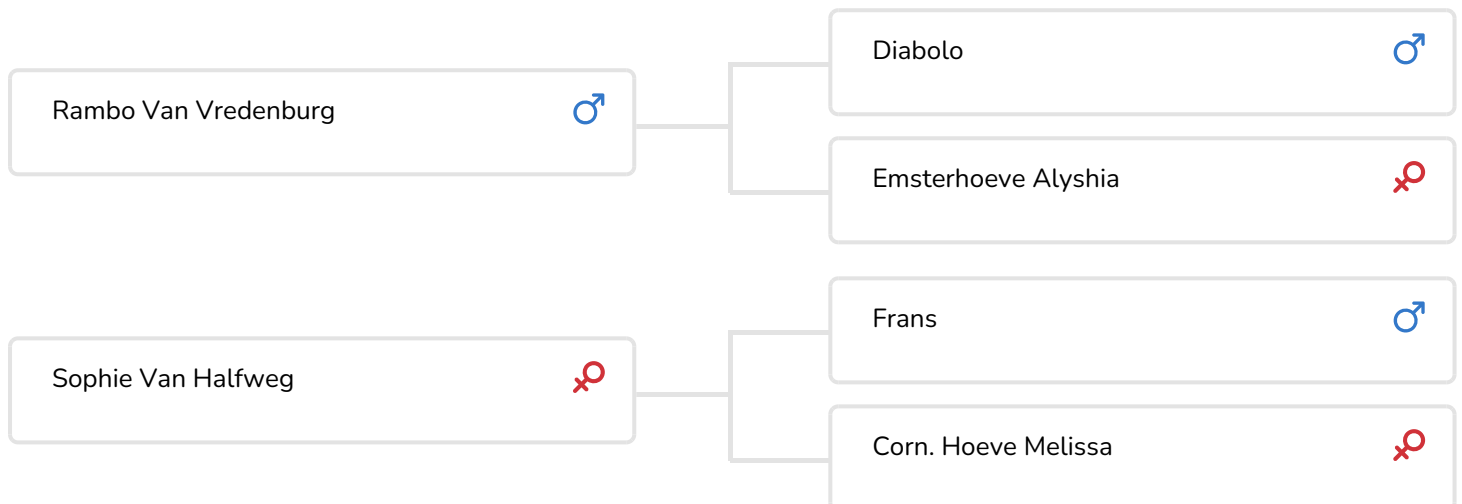 Diabolo
Rambo Van Vredenburg
Emsterhoeve Alyshia
Frans
Sophie Van Halfweg
Corn. Hoeve Melissa